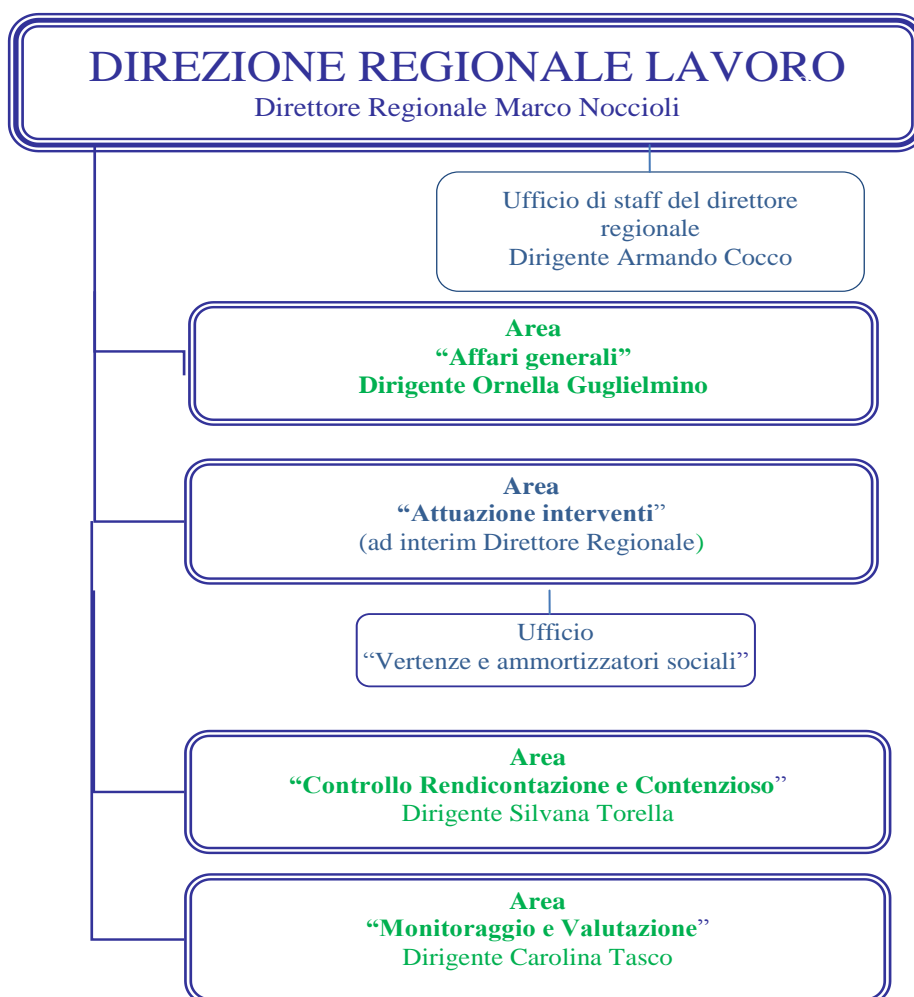 DIREZIONE REGIONALE LAVORO
Direttore Regionale Marco Noccioli
Ufficio di staff del direttore
regionale
Dirigente Armando Cocco
Area
“Affari generali”
Dirigente Ornella Guglielmino
Area
“Attuazione interventi”
(ad interim Direttore Regionale)
Ufficio
“Vertenze e ammortizzatori sociali”
Area
“Controllo Rendicontazione e Contenzioso”
Dirigente Silvana Torella
Area
“Monitoraggio e Valutazione”
Dirigente Carolina Tasco